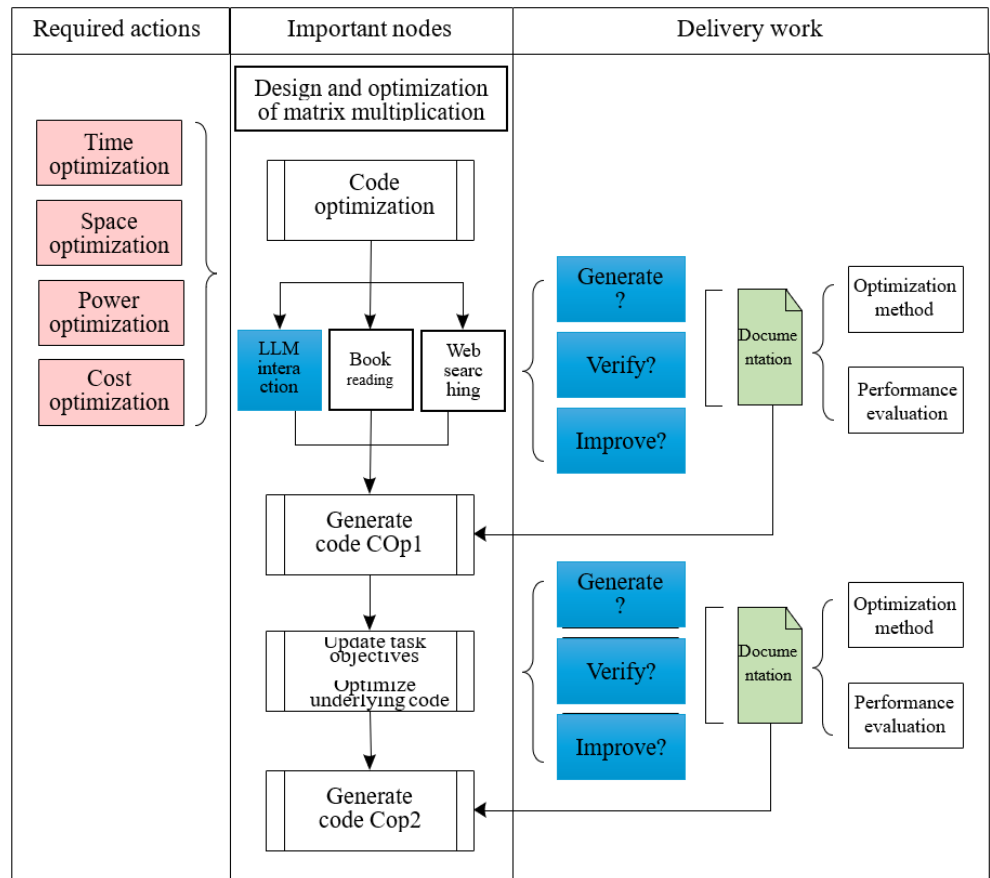 Required actions
Important nodes
Delivery work
Design and optimization
of matrix multiplication
Time
optimization
Space
optimization
Power
optimization
Cost
optimization
Code
optimization
LLM
intera
ction
Book
reading
Web
sear
hing
Generate
code COp1
Update task
objectives
Optimize
underlying code
Generate
code Cop2
Generate
?
Verify?
Improve?
Docume
ntation
Optimization
method
Performance
evaluation
Generate
?
Verify?
Improve?
Docume
ntation
Optimization
method
Performance
evaluation